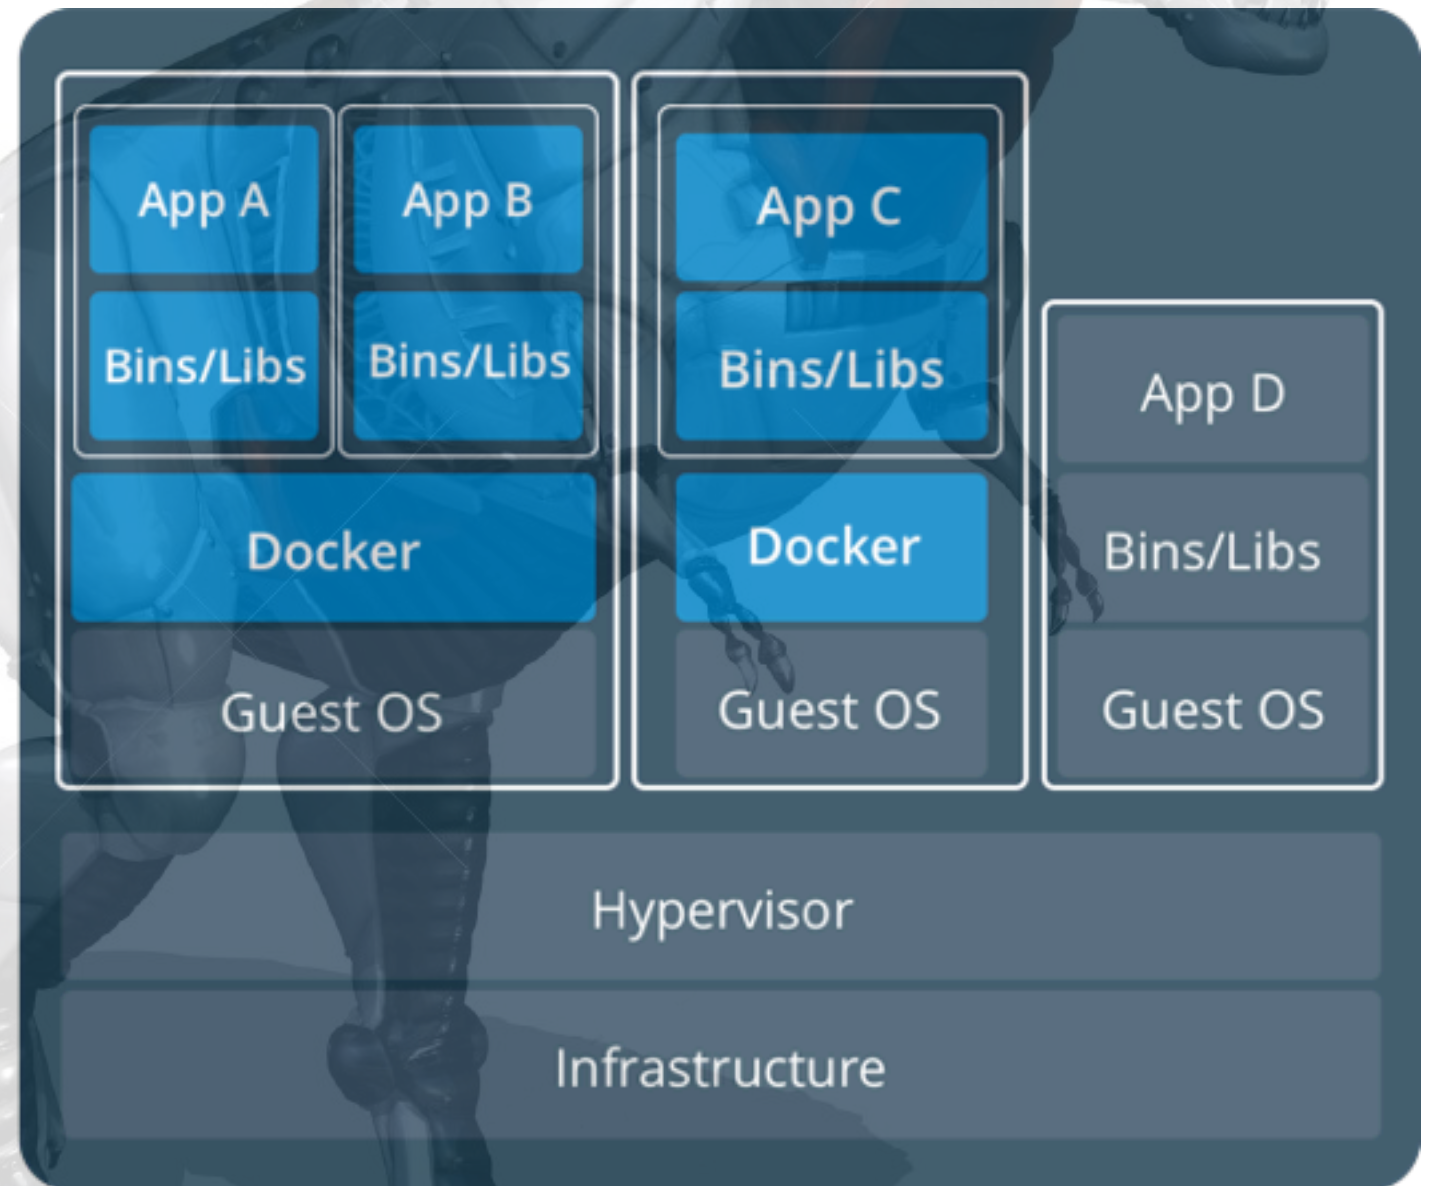 App A
App B
App C
Bins/Libs
Bins/Libs
Bins/Libs
App D
Docker
Docker
Bins/Libs
Guest OS
Guest OS
Guest OS
Hypervisor
Infrastructure